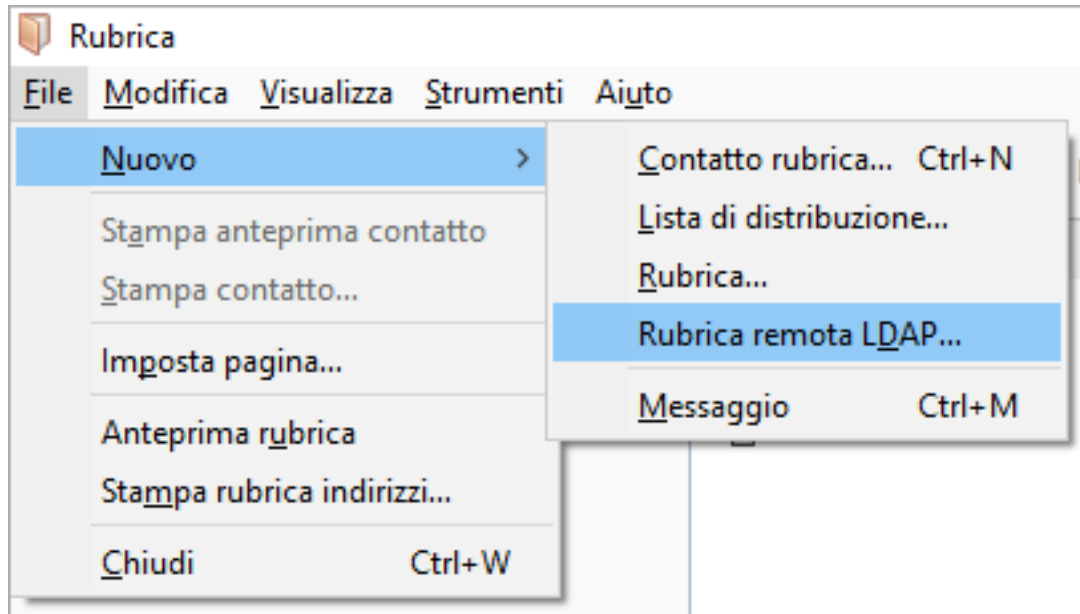 Rubrica
File Modifica Visualizza Strumenti Aiuto
Nuovo
Stampa anteprima contatto
Stampa contatto...
Imposta pagina...
Anteprima rubrica
Stampa rubrica indirizzi...
Chiudi Ctrl+W
Contatto rubrica... Ctrl+N
Lista di distribuzione...
Rubrica...
Rubrica remota LDAP...
Messaggio Ctrl+M